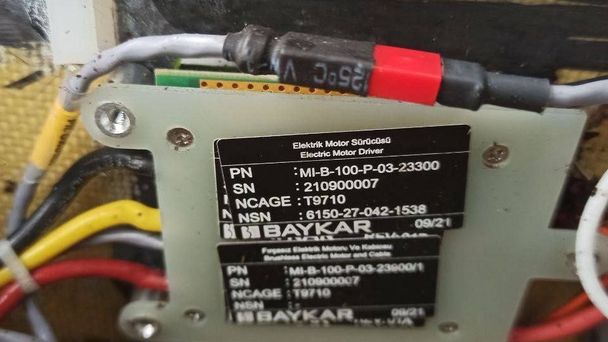 125°C V
Elektrik Motor Sürücüsü
Electric Motor Driver
PN : MI-B-100-P-03-23300
SN : 210900007
NCAGE : T9710
NSN : 6150-27-042-1538
BAYKAR 09/21
Fırçasız Elektrik Motoru Ve Kablosu
Brushless Electric Motor and Cable
PN : MI-B-100-P-03-23900/1
SN : 210900007
NCAGE : T9710
NSN :
BAYKAR 09/21